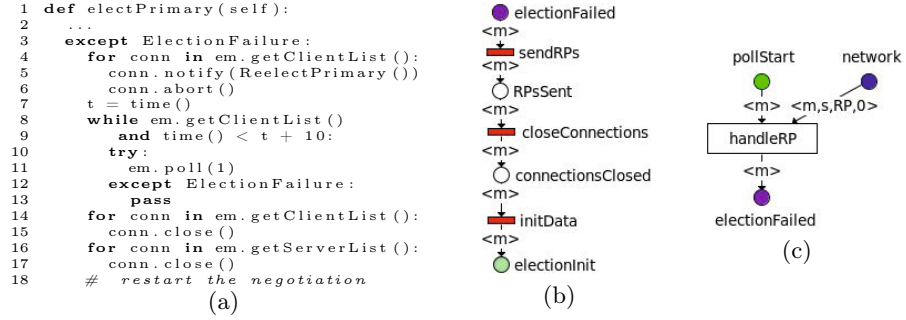 1 def electPrimary(self):
2 ...
3 except ElectionFailure:
4 for conn in em.getClientList():
5 conn.notify(ReelectPrimary())
6 conn.abort()
7 t = time()
8 while em.getClientList()
9 and time() < t + 10:
10 try:
11 em.poll(1)
12 except ElectionFailure:
13 pass
14 for conn in em.getClientList():
15 conn.close()
16 for conn in em.getServerList():
17 conn.close()
18 # restart the negotiation
(a)
electionFailed
<m>
sendRPs
<m>
RPsSent
<m>
closeConnections
<m>
connectionsClosed
<m>
initData
<m>
electionInit
(b)
pollStart network
<m> <m,s,RP,0>
handleRP
<m>
electionFailed
(c)